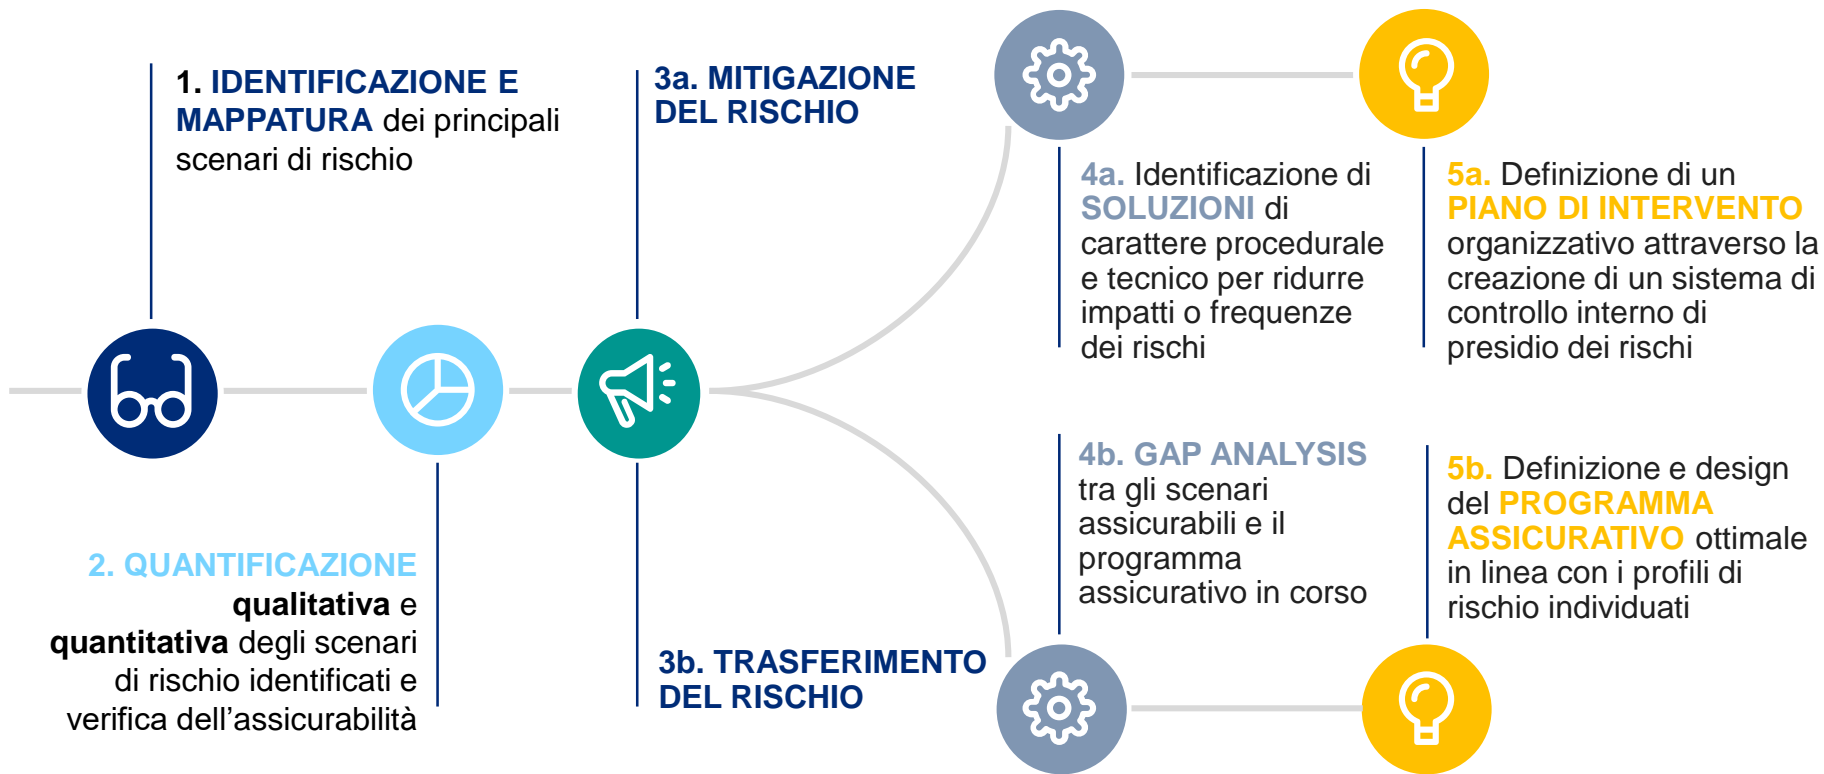 1. IDENTIFICAZIONE E
MAPPATURA dei principali
scenari di rischio
2. QUANTIFICAZIONE
qualitativa e
quantitativa degli scenari
di rischio identificati e
verifica dell’assicurabilità
3a. MITIGAZIONE
DEL RISCHIO
3b. TRASFERIMENTO
DEL RISCHIO
4a. Identificazione di
SOLUZIONI di
carattere procedurale
e tecnico per ridurre
impatti o frequenze
dei rischi
5a. Definizione di un
PIANO DI INTERVENTO
organizzativo attraverso la
creazione di un sistema di
controllo interno di
presidio dei rischi
4b. GAP ANALYSIS
tra gli scenari
assicurabili e il
programma
assicurativo in corso
5b. Definizione e design
del PROGRAMMA
ASSICURATIVO ottimale
in linea con i profili di
rischio individuati